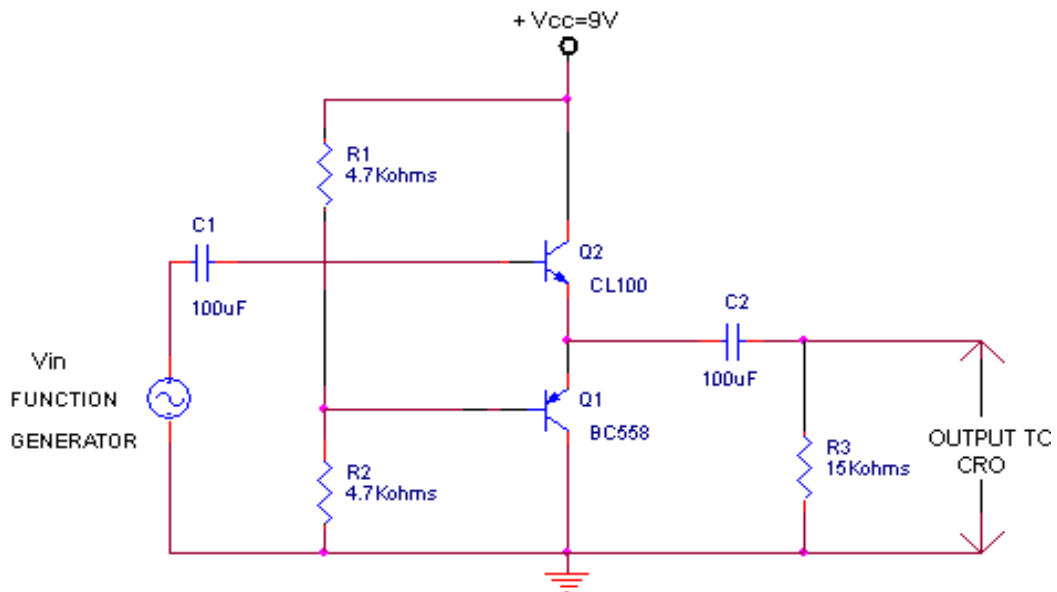 + Vcc=9V
R1
4.7Kohms
C1
100uF
Q2
CL100
C2
100uF
Vin
FUNCTION
GENERATOR
Q1
BC558
R2
4.7Kohms
R3
15Kohms
OUTPUT TO
CRO